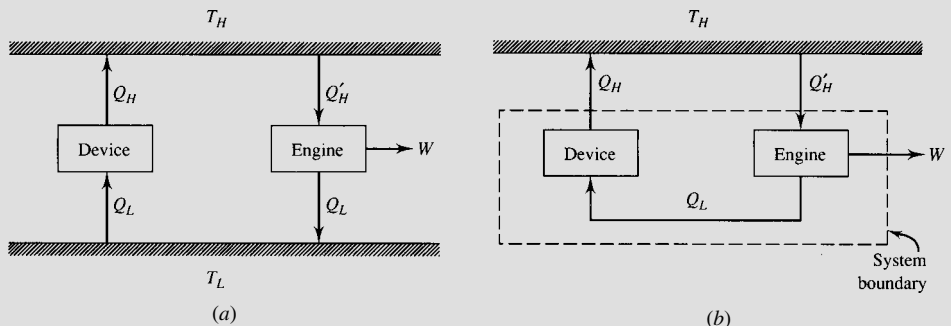 T_H
Q_H
Q'_H
Device
Engine
W
Q_L
Q_L
T_L
(a)
T_H
Q_H
Q'_H
Device
Engine
W
Q_L
System
boundary
(b)